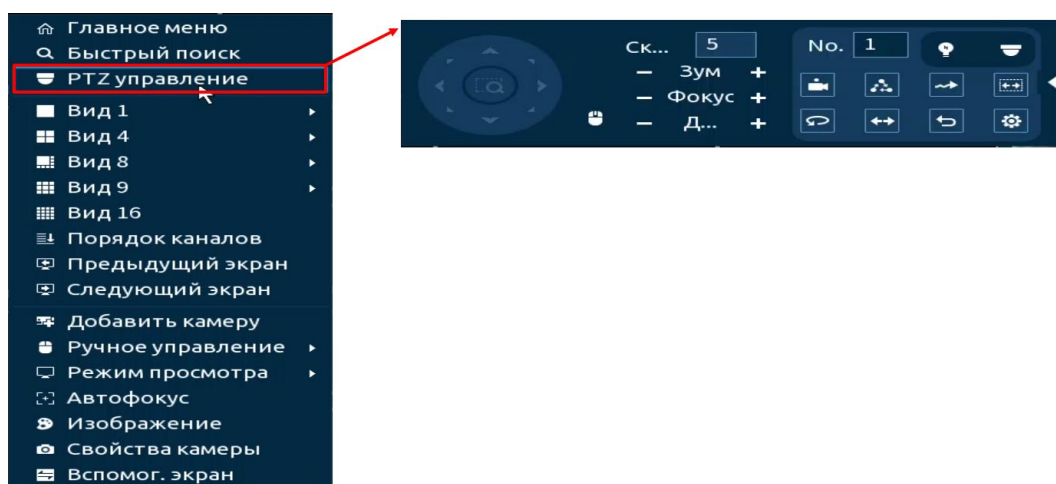 Главное меню
Быстрый поиск
PTZ управление
Вид 1
Вид 4
Вид 8
Вид 9
Вид 16
Порядок каналов
Предыдущий экран
Следующий экран
Добавить камеру
Ручное управление
Режим просмотра
Автофокус
Изображение
Свойства камеры
Вспомог. экран
Ск... 5
– Зум +
– Фокус +
– Д... +
No. 1